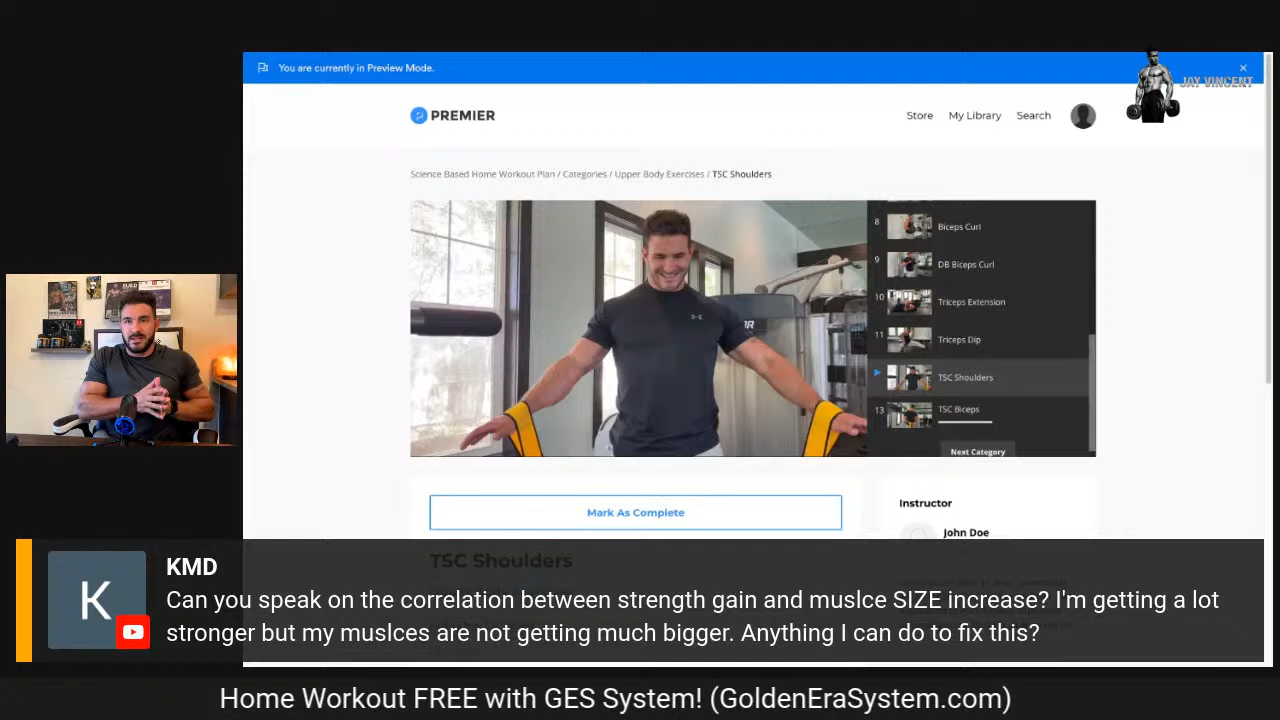 You are currently in Preview Mode.
JAY VINCENT
PREMIER
Store
My Library
Search
Science Based Home Workout Plan / Categories / Upper Body Exercises / TSC Shoulders
8
Biceps Curl
9
DB Biceps Curl
10
Triceps Extension
11
Triceps Dip
TSC Shoulders
13
TSC Biceps
Next Category
Mark As Complete
Instructor
John Doe
TSC Shoulders
K
KMD
Can you speak on the correlation between strength gain and muslce SIZE increase? I'm getting a lot
stronger but my muslces are not getting much bigger. Anything I can do to fix this?
Home Workout FREE with GES System! (GoldenEraSystem.com)